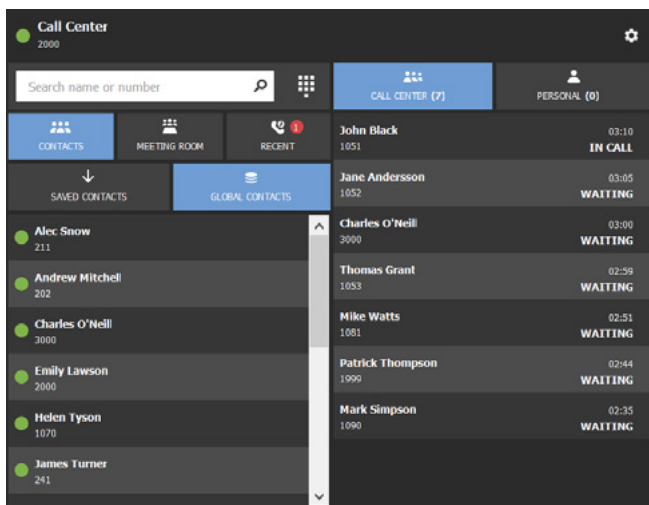 Call Center
2000
Search name or number
CONTACTS
MEETING ROOM
1
RECENT
SAVED CONTACTS
GLOBAL CONTACTS
Alec Snow
211
Andrew Mitchell
202
Charles O'Neill
3000
Emily Lawson
2000
Helen Tyson
1070
James Turner
241
CALL CENTER (7)
PERSONAL (0)
John Black 03:10
1051 IN CALL
Jane Andersson 03:05
1052 WAITING
Charles O'Neill 03:00
3000 WAITING
Thomas Grant 02:59
1053 WAITING
Mike Watts 02:51
1081 WAITING
Patrick Thompson 02:44
1999 WAITING
Mark Simpson 02:35
1090 WAITING